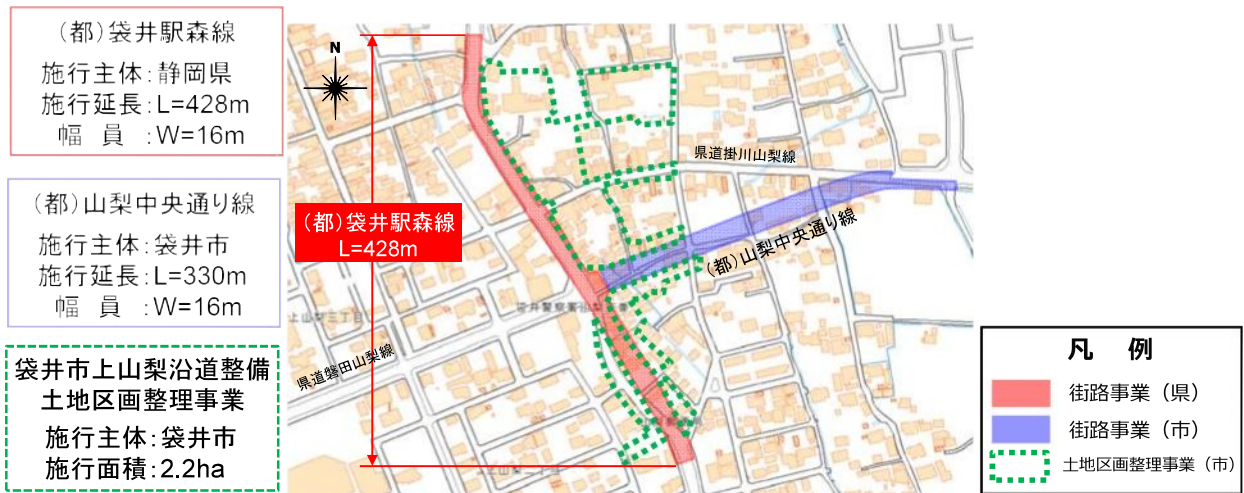 (都)袋井駅森線
施行主体:静岡県
施行延長:L=428m
幅 員 :W=16m
(都)山梨中央通り線
施行主体:袋井市
施行延長:L=330m
幅 員 :W=16m
袋井市上山梨沿道整備
土地区画整理事業
施行主体:袋井市
施行面積:2.2ha
N
県道掛川山梨線
(都)袋井駅森線
L=428m
(都)山梨中央通り線
上山梨三丁目
県道磐田山梨線
凡 例
街路事業(県)
街路事業(市)
土地区画整理事業(市)